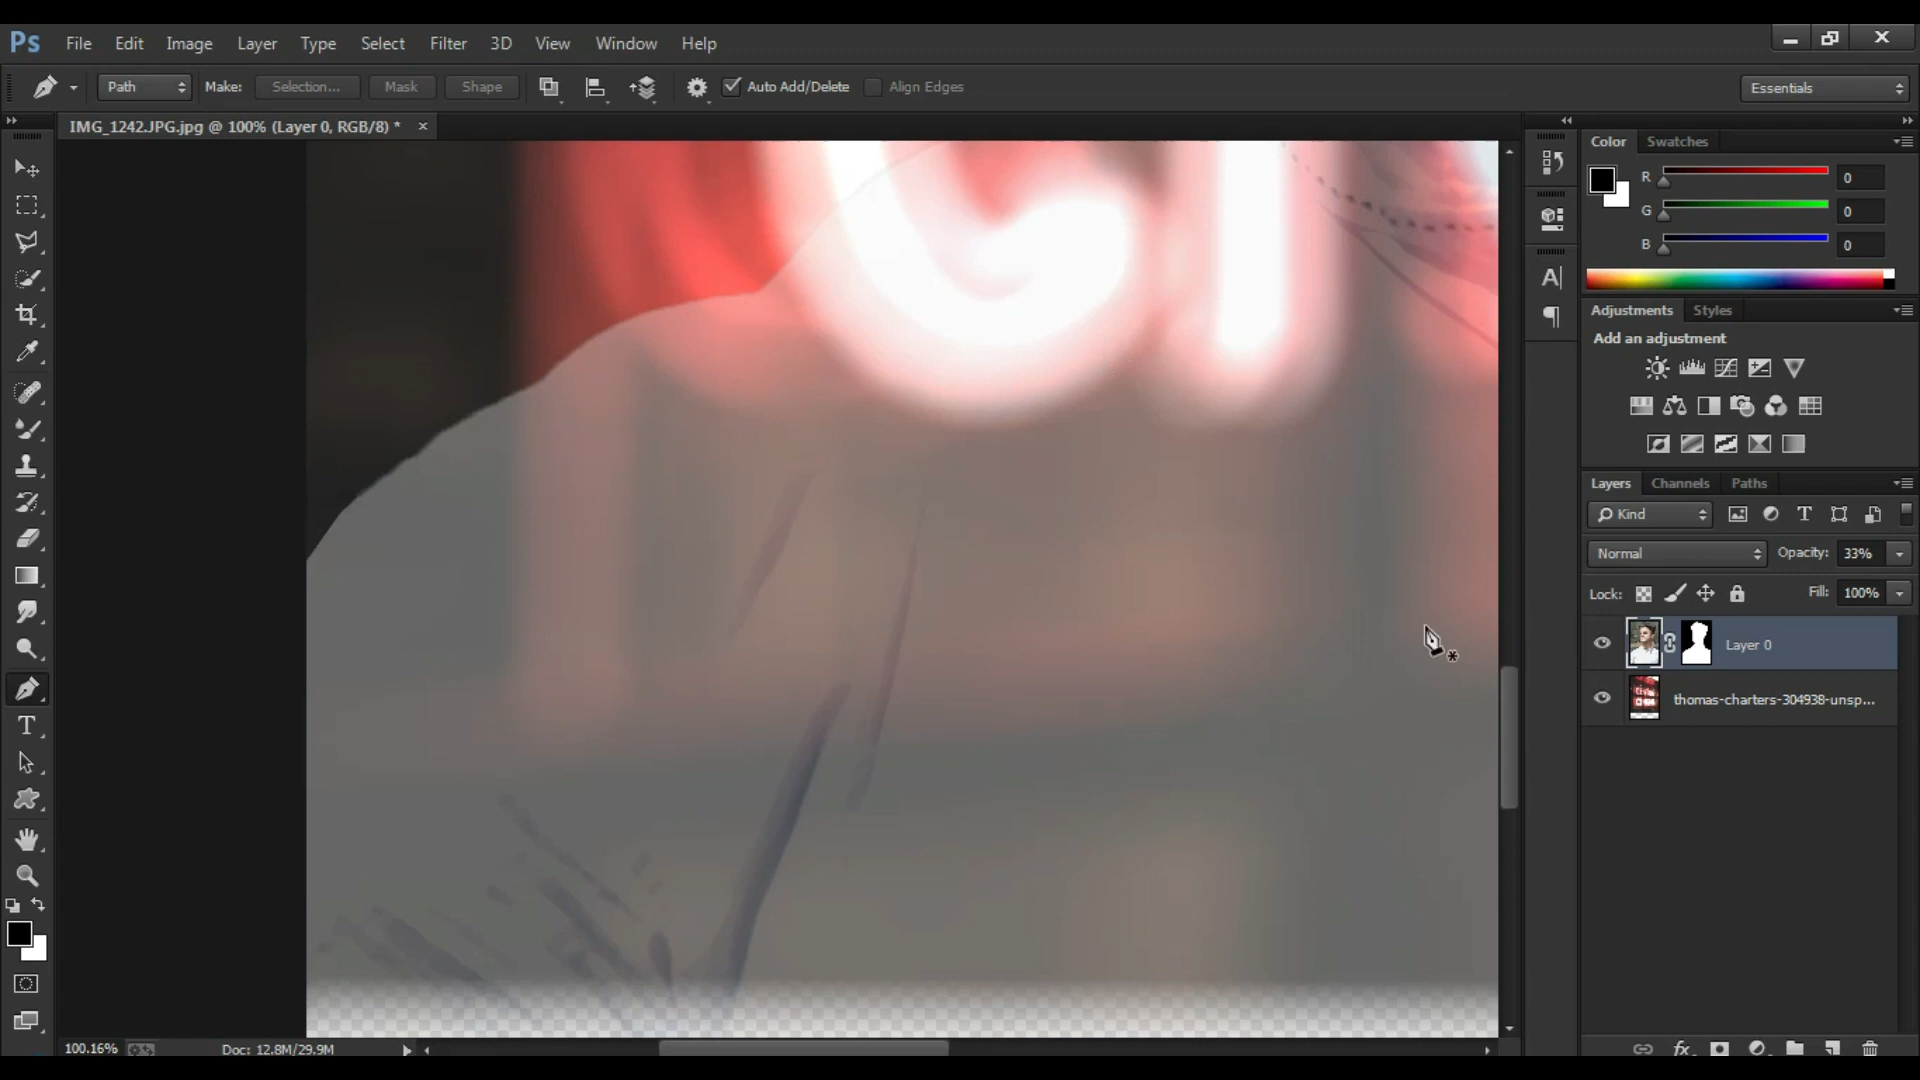 Ps File Edit Image Layer Type Select Filter 3D View Window Help
Path Make: Selection... Mask Shape Auto Add/Delete Align Edges Essentials
IMG_1242.JPG.jpg @ 100% (Layer 0, RGB/8) * ×
Color Swatches
R 0
G 0
B 0
Adjustments Styles
Add an adjustment
Layers Channels Paths
Kind
Normal Opacity: 33%
Lock: Fill: 100%
Layer 0
thomas-charters-304938-unsp...
100.16% Doc: 12.8M/29.9M